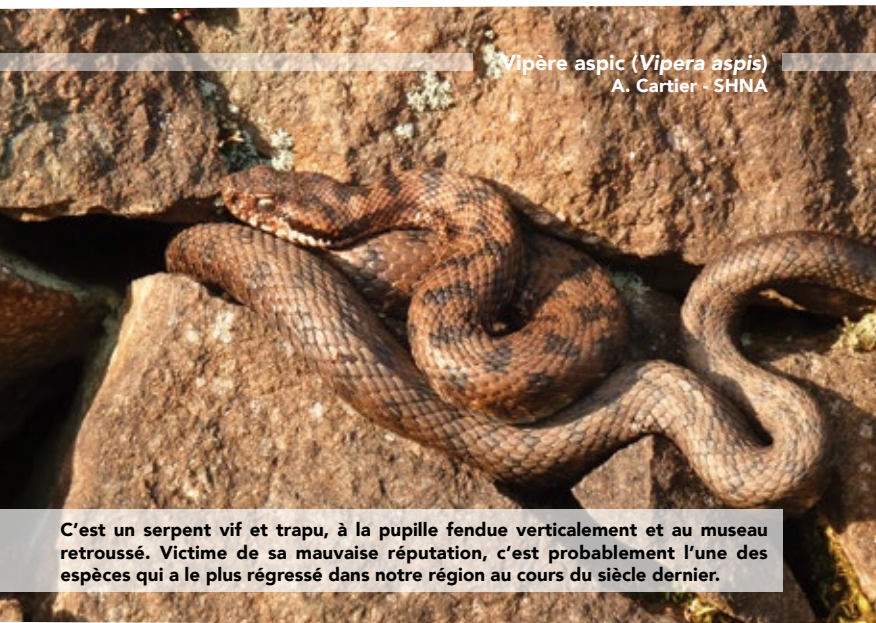 Vipère aspic (Vipera aspis)
A. Cartier - SHNA
C'est un serpent vif et trapu, à la pupille fendue verticalement et au museau
retroussé. Victime de sa mauvaise réputation, c'est probablement l'une des
espèces qui a le plus régressé dans notre région au cours du siècle dernier.